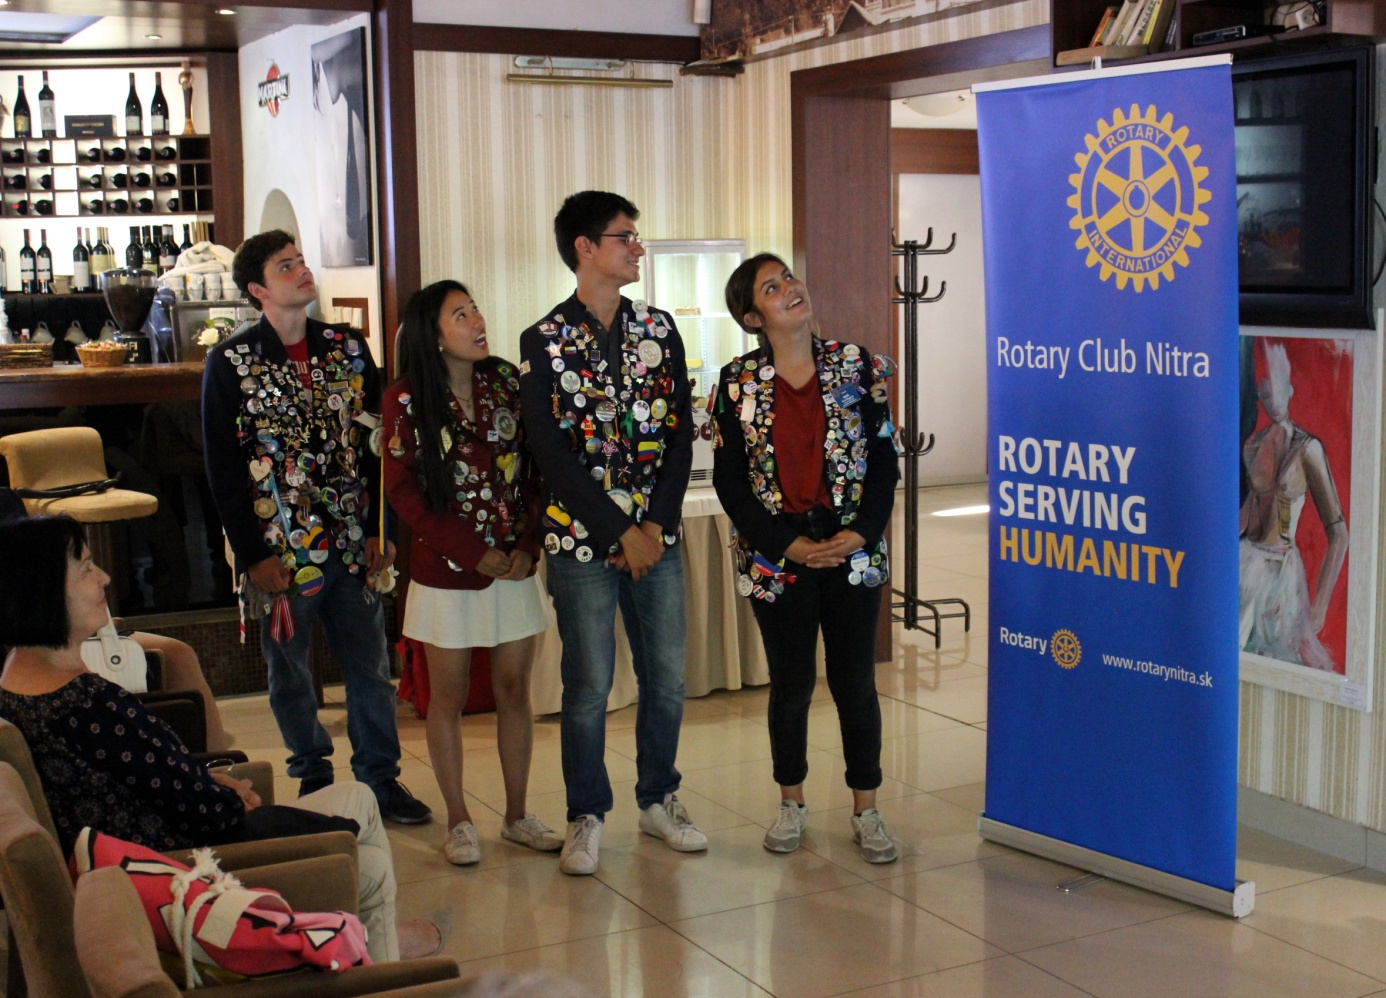 MARTINI
ROTARY
INTERNATIONAL
Rotary Club Nitra
ROTARY
SERVING
HUMANITY
Rotary
www.rotarynitra.sk